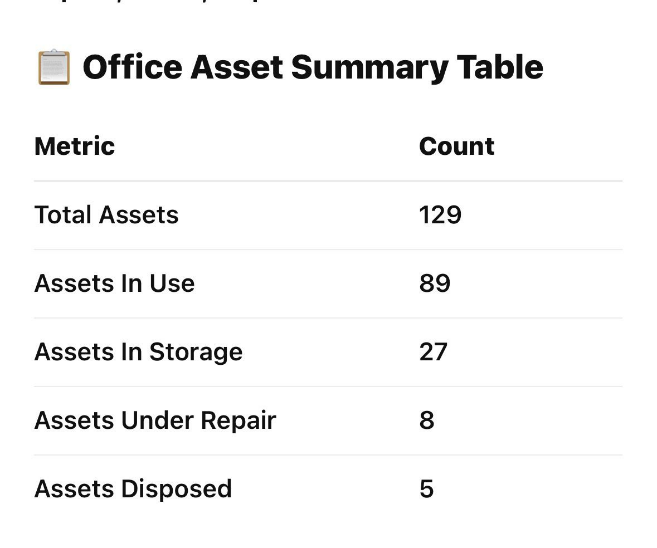 📋 Office Asset Summary Table
Metric Count
Total Assets 129
Assets In Use 89
Assets In Storage 27
Assets Under Repair 8
Assets Disposed 5